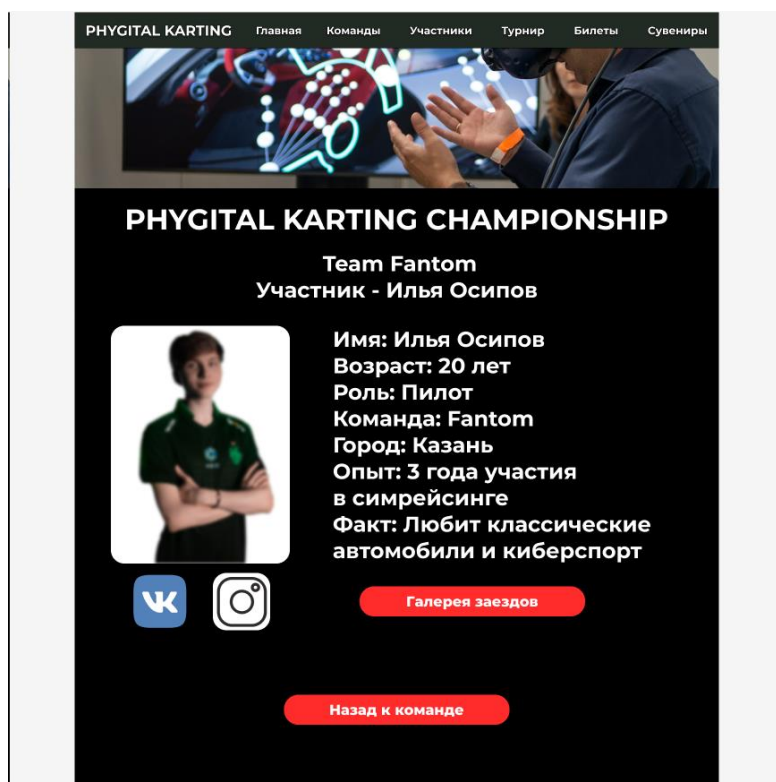 PHYGITAL KARTING Главная Команды Участники Турнир Билеты Сувениры
PHYGITAL KARTING CHAMPIONSHIP
Team Fantom
Участник - Илья Осипов
Имя: Илья Осипов
Возраст: 20 лет
Роль: Пилот
Команда: Fantom
Город: Казань
Опыт: 3 года участия
в симрейсинге
Факт: Любит классические
автомобили и киберспорт
Галерея заездов
Назад к команде